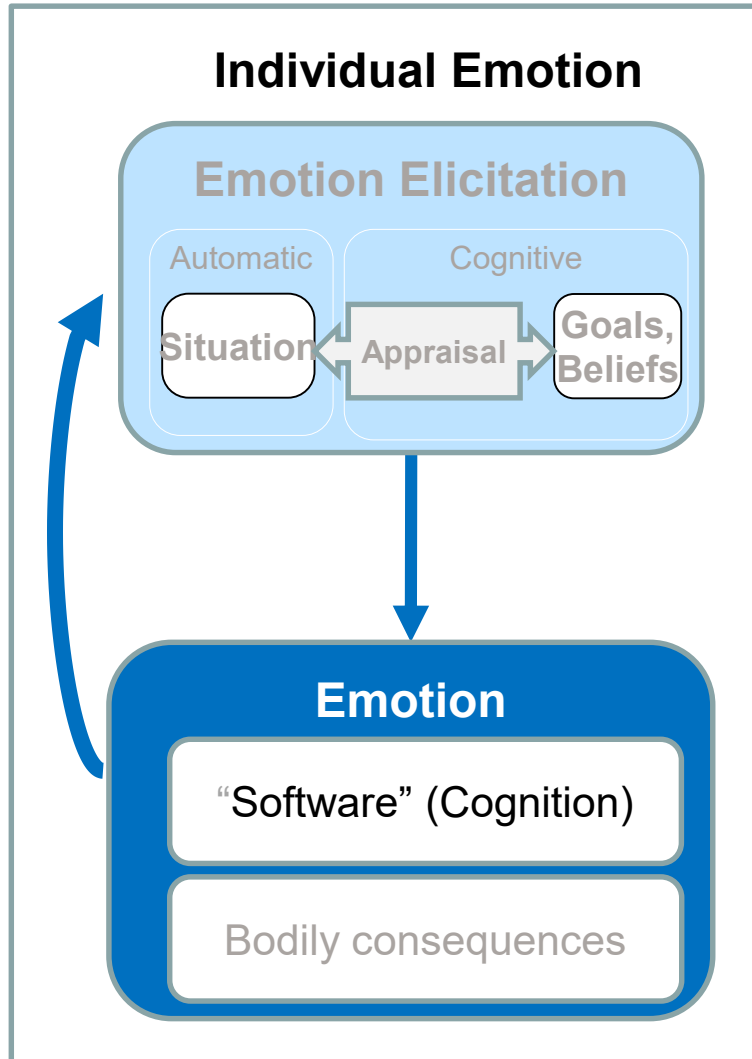 Individual Emotion
Emotion Elicitation
Automatic
Cognitive
Situation
Appraisal
Goals,
Beliefs
Emotion
“Software” (Cognition)
Bodily consequences